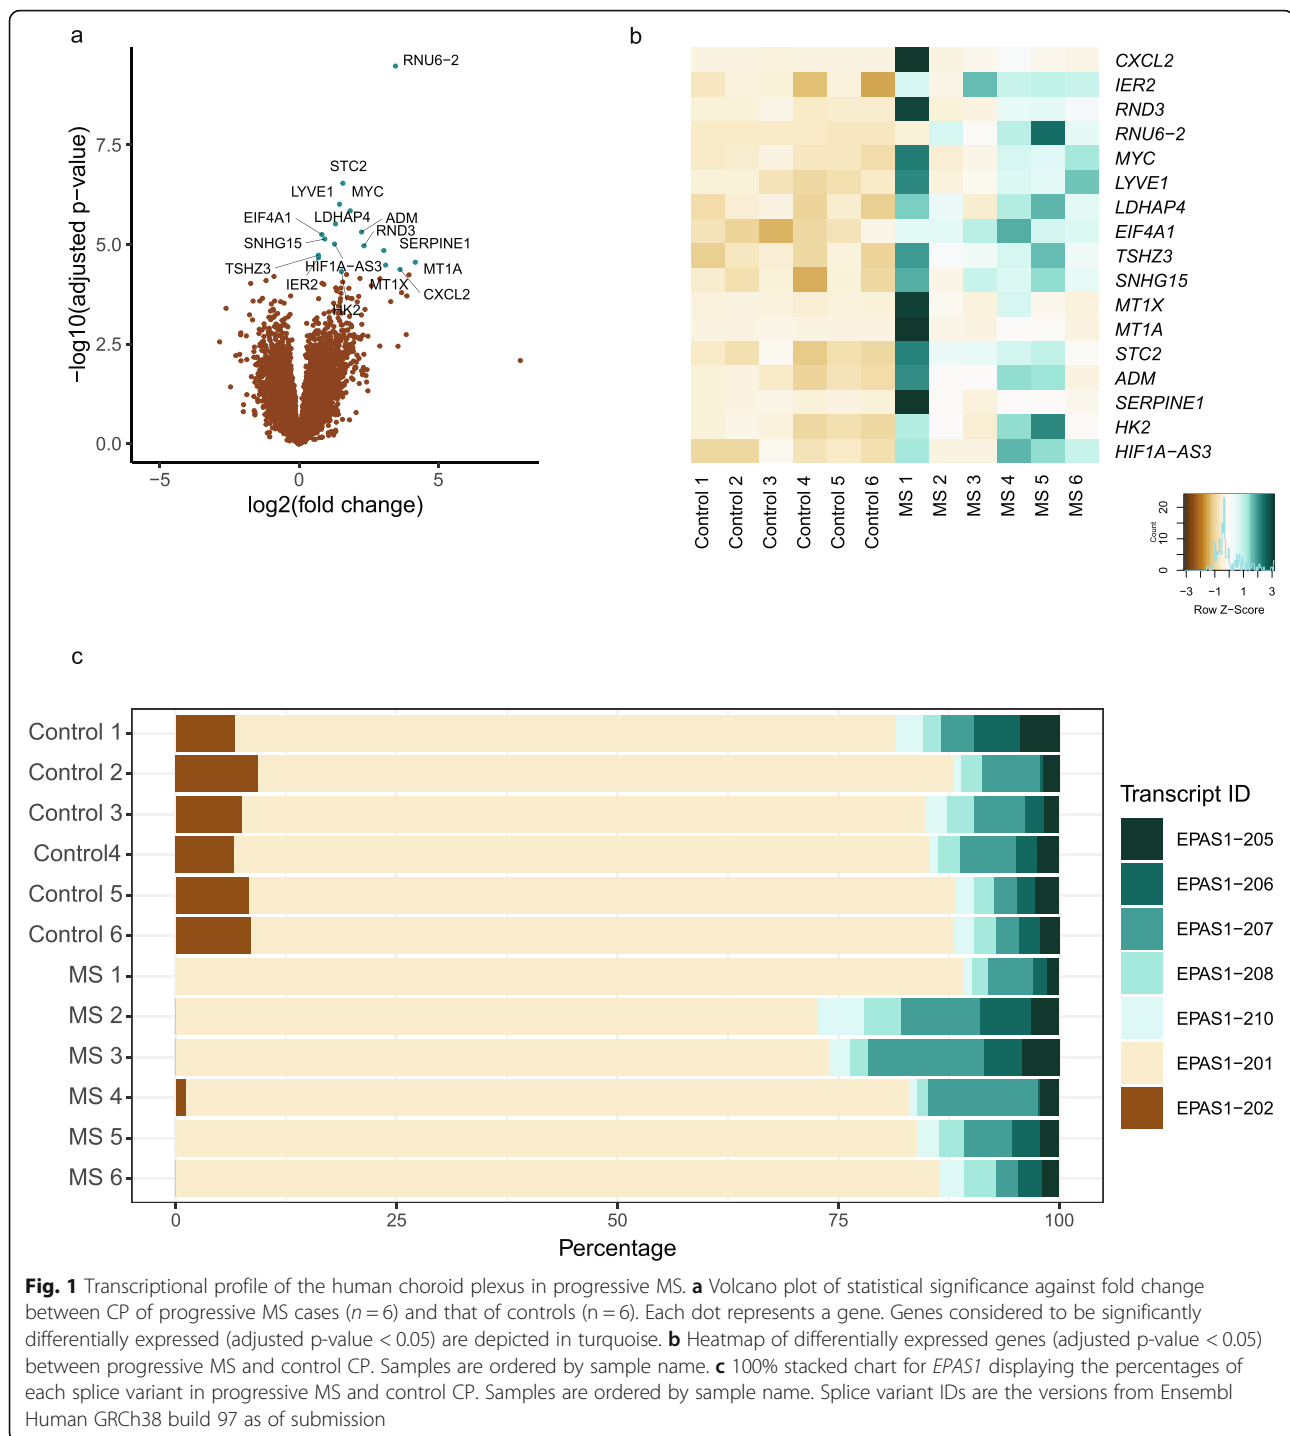 a
RNU6−2
STC2
LYVE1 MYC
EIF4A1 LDHAP4 ADM
RND3
SNHG15 SERPINE1
TSHZ3 HIF1A−AS3 MT1A
IER2 MT1X
CXCL2
HK2
−log10(adjusted p−value)
7.5
5.0
2.5
0.0
−5 0 5
log2(fold change)
b
CXCL2
IER2
RND3
RNU6−2
MYC
LYVE1
LDHAP4
EIF4A1
TSHZ3
SNHG15
MT1X
MT1A
STC2
ADM
SERPINE1
HK2
HIF1A−AS3
Control 1 Control 2 Control 3 Control 4 Control 5 Control 6 MS 1 MS 2 MS 3 MS 4 MS 5 MS 6
Count
0 10 20
−3 −1 1 3
Row Z−Score
c
Control 1
Control 2
Control 3
Control4
Control 5
Control 6
MS 1
MS 2
MS 3
MS 4
MS 5
MS 6
0 25 50 75 100
Percentage
Transcript ID
EPAS1−205
EPAS1−206
EPAS1−207
EPAS1−208
EPAS1−210
EPAS1−201
EPAS1−202
Fig. 1 Transcriptional profile of the human choroid plexus in progressive MS. a Volcano plot of statistical significance against fold change
between CP of progressive MS cases (n = 6) and that of controls (n = 6). Each dot represents a gene. Genes considered to be significantly
differentially expressed (adjusted p-value < 0.05) are depicted in turquoise. b Heatmap of differentially expressed genes (adjusted p-value < 0.05)
between progressive MS and control CP. Samples are ordered by sample name. c 100% stacked chart for EPAS1 displaying the percentages of
each splice variant in progressive MS and control CP. Samples are ordered by sample name. Splice variant IDs are the versions from Ensembl
Human GRCh38 build 97 as of submission